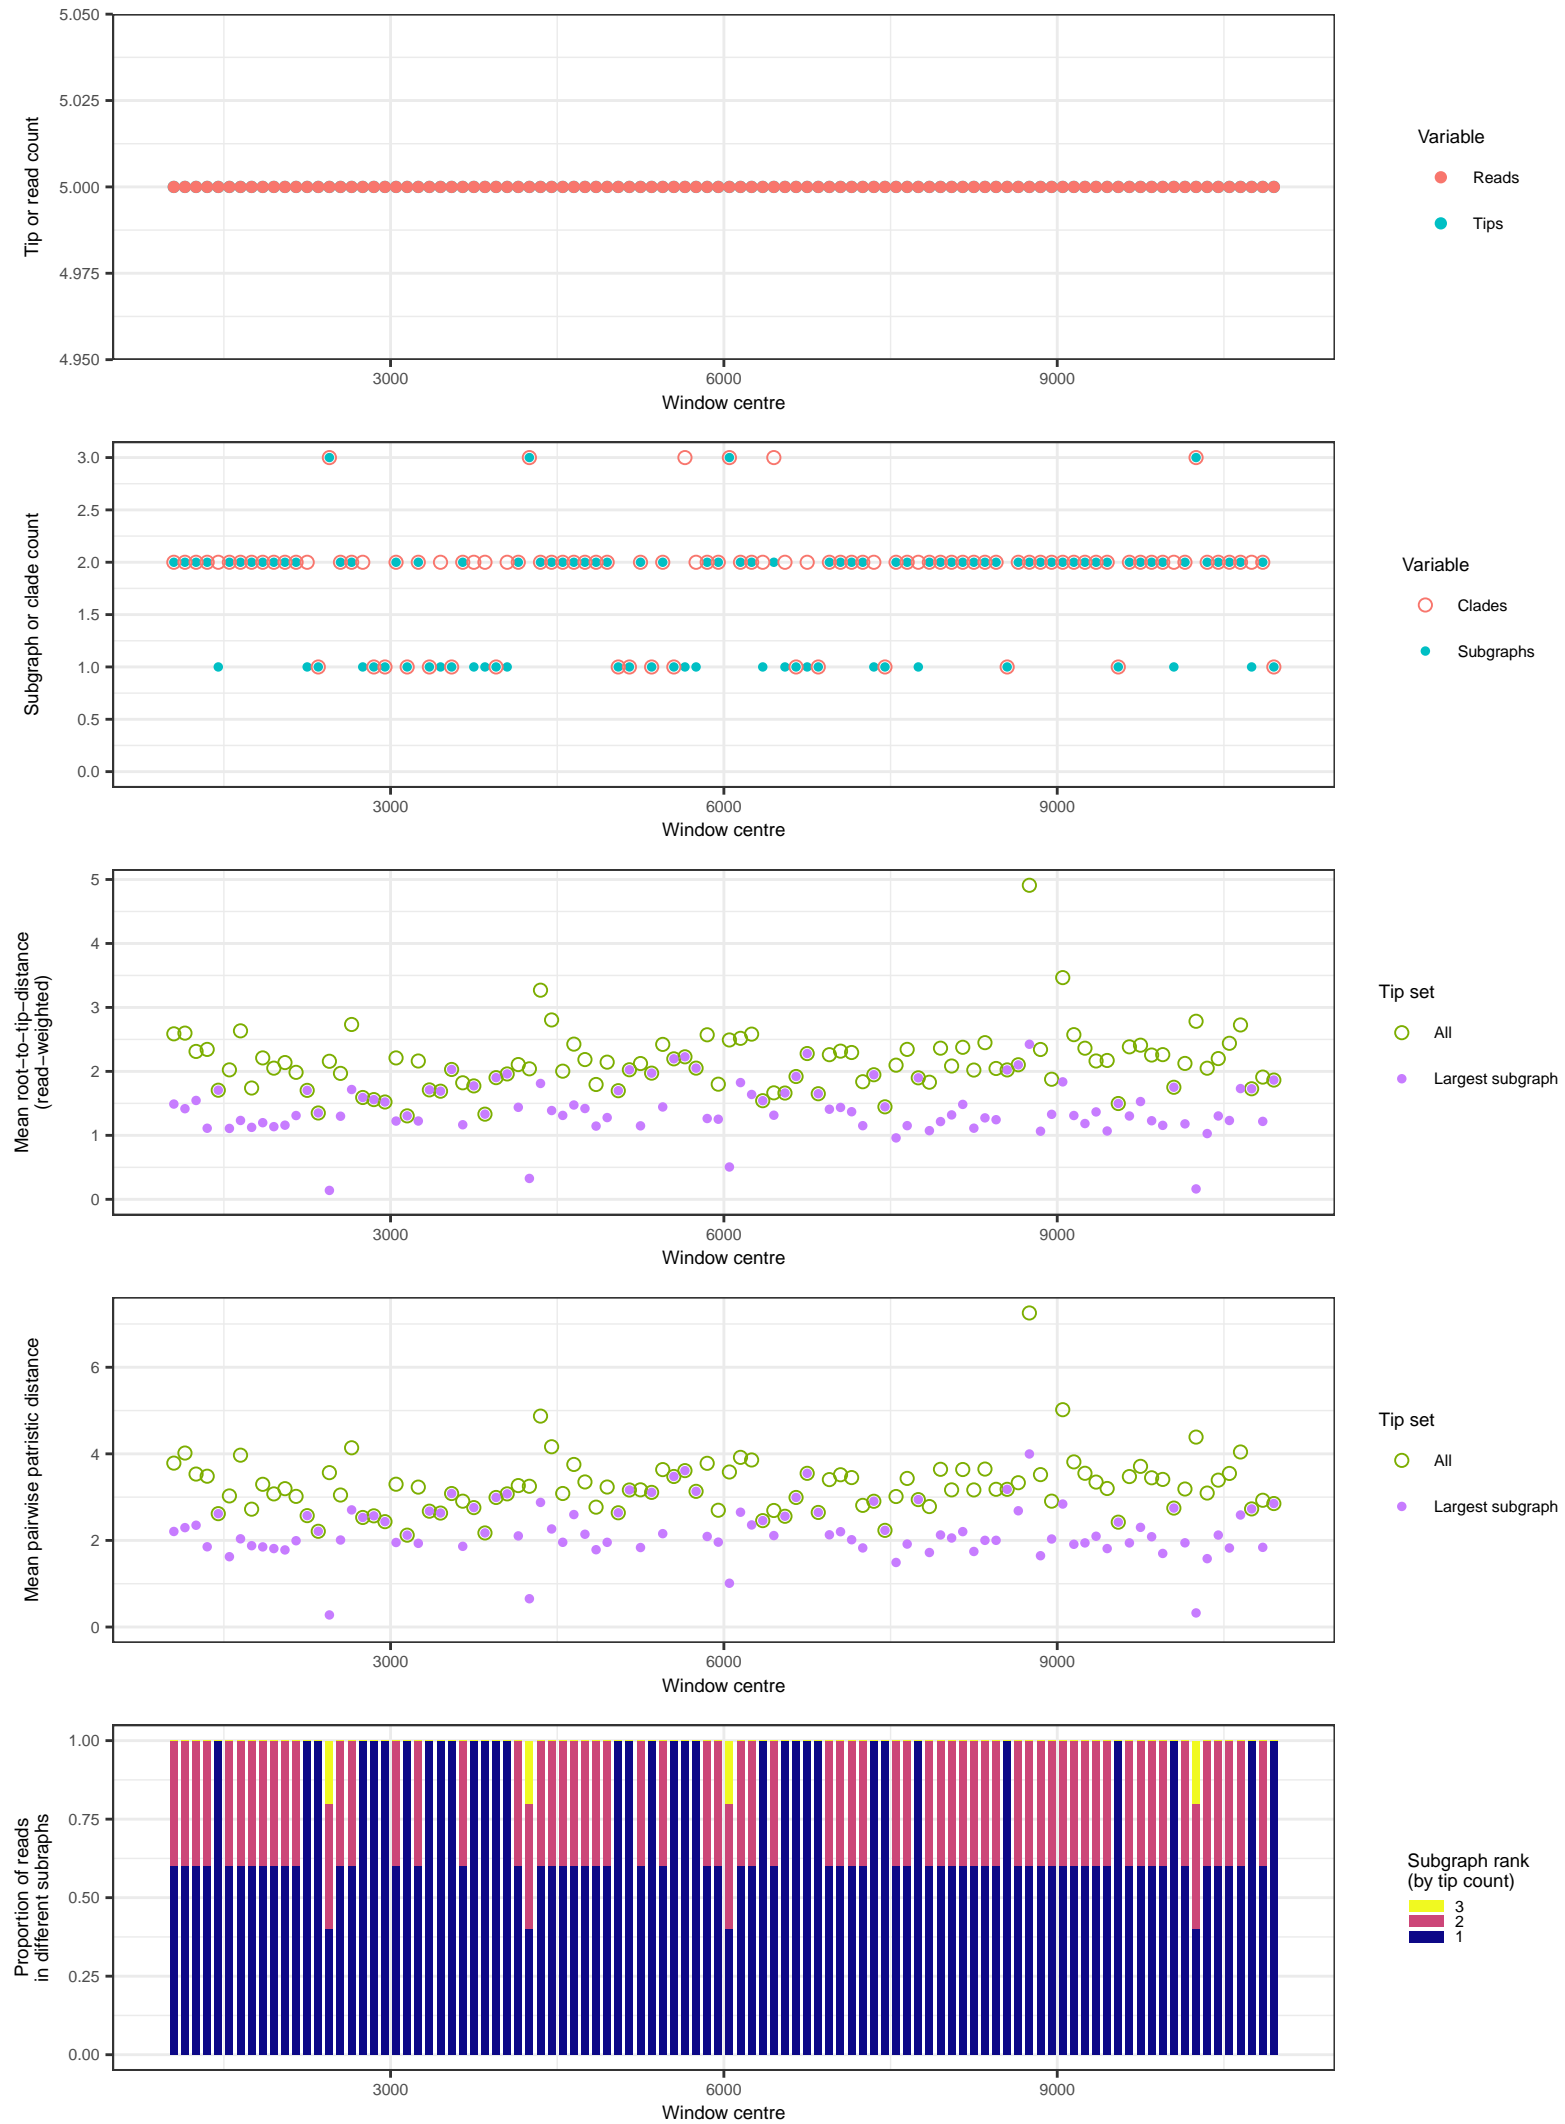 5.050
5.025
5.000
4.975
4.950
Tip or read count
3000 6000 9000
Window centre
Variable
Reads
Tips
3.0
2.5
2.0
1.5
1.0
0.5
0.0
Subgraph or clade count
3000 6000 9000
Window centre
Variable
Clades
Subgraphs
5
4
3
2
1
0
Mean root−to−tip−distance
(read−weighted)
3000 6000 9000
Window centre
Tip set
All
Largest subgraph
6
4
2
0
Mean pairwise patristic distance
3000 6000 9000
Window centre
Tip set
All
Largest subgraph
1.00
0.75
0.50
0.25
0.00
Proportion of reads
in different subraphs
3000 6000 9000
Window centre
Subgraph rank
(by tip count)
3
2
1